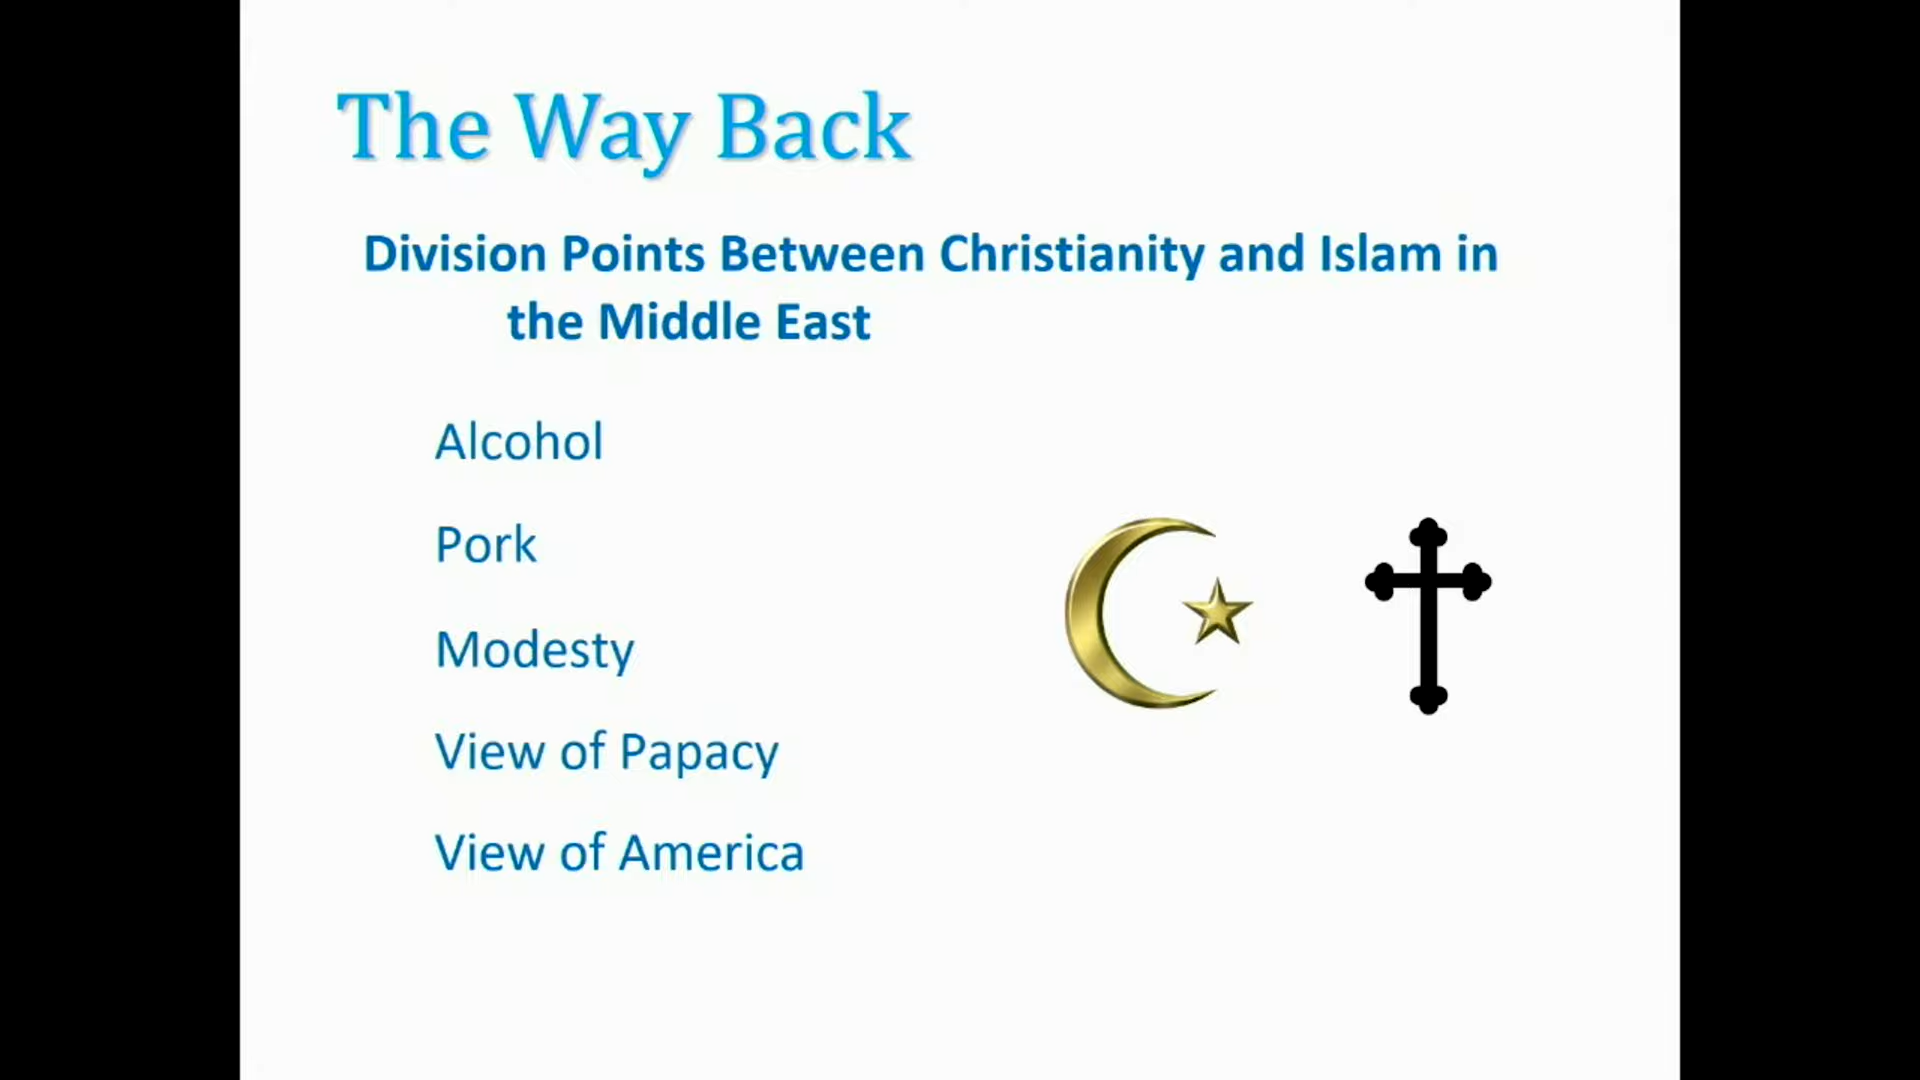 The Way Back
Division Points Between Christianity and Islam in
the Middle East
Alcohol
Pork
Modesty
View of Papacy
View of America